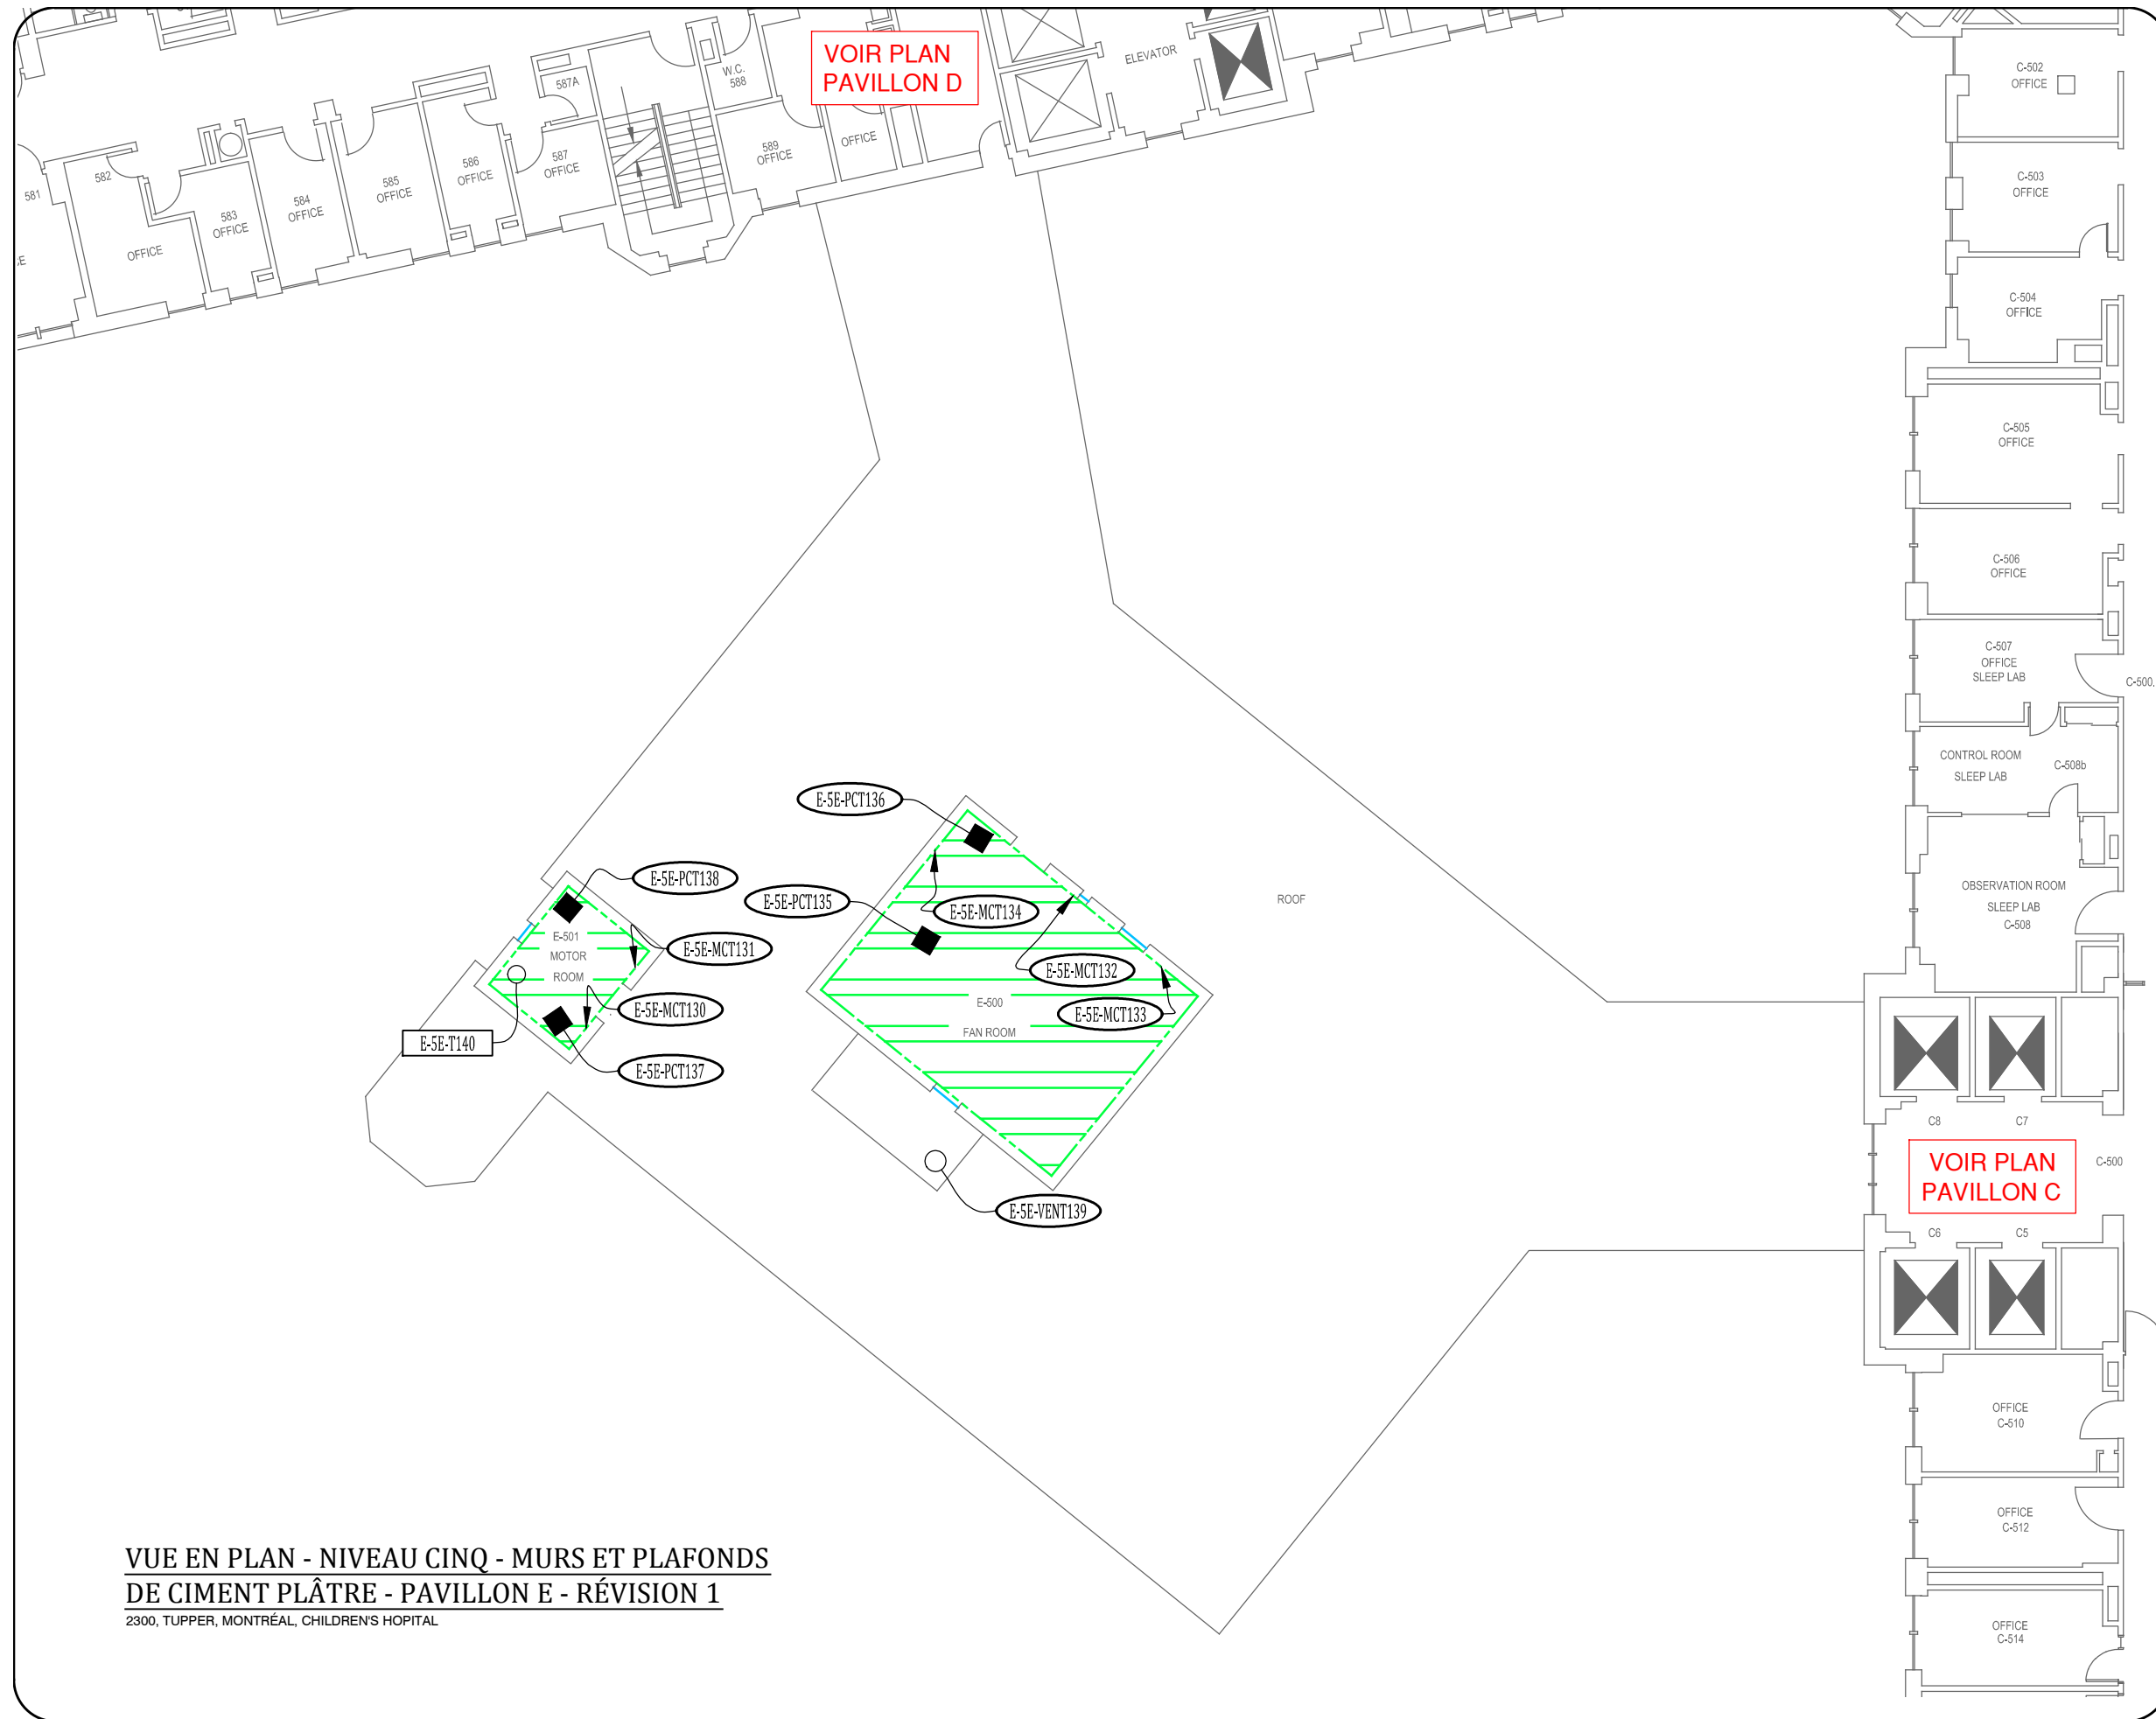 VOIR PLAN
PAVILLON D
ELEVATOR
W.C.
588
587A
589
OFFICE
OFFICE
587
OFFICE
586
OFFICE
585
OFFICE
584
OFFICE
583
OFFICE
582
OFFICE
581
C-502
OFFICE
C-503
OFFICE
C-504
OFFICE
C-505
OFFICE
C-506
OFFICE
C-507
OFFICE
SLEEP LAB
C-500.
CONTROL ROOM
SLEEP LAB
C-508b
OBSERVATION ROOM
SLEEP LAB
C-508
ROOF
E-5E-PCT136
E-5E-PCT138
E-5E-PCT135
E-5E-MCT134
E-501
MOTOR
ROOM
E-5E-MCT131
E-5E-MCT132
E-500
FAN ROOM
E-5E-MCT130
E-5E-MCT133
E-5E-T140
E-5E-PCT137
E-5E-VENT139
C8
C7
VOIR PLAN
PAVILLON C
C-500
C6
C5
OFFICE
C-510
OFFICE
C-512
OFFICE
C-514
VUE EN PLAN - NIVEAU CINQ - MURS ET PLAFONDS
DE CIMENT PLÂTRE - PAVILLON E - RÉVISION 1
2300, TUPPER, MONTRÉAL, CHILDREN'S HOPITAL